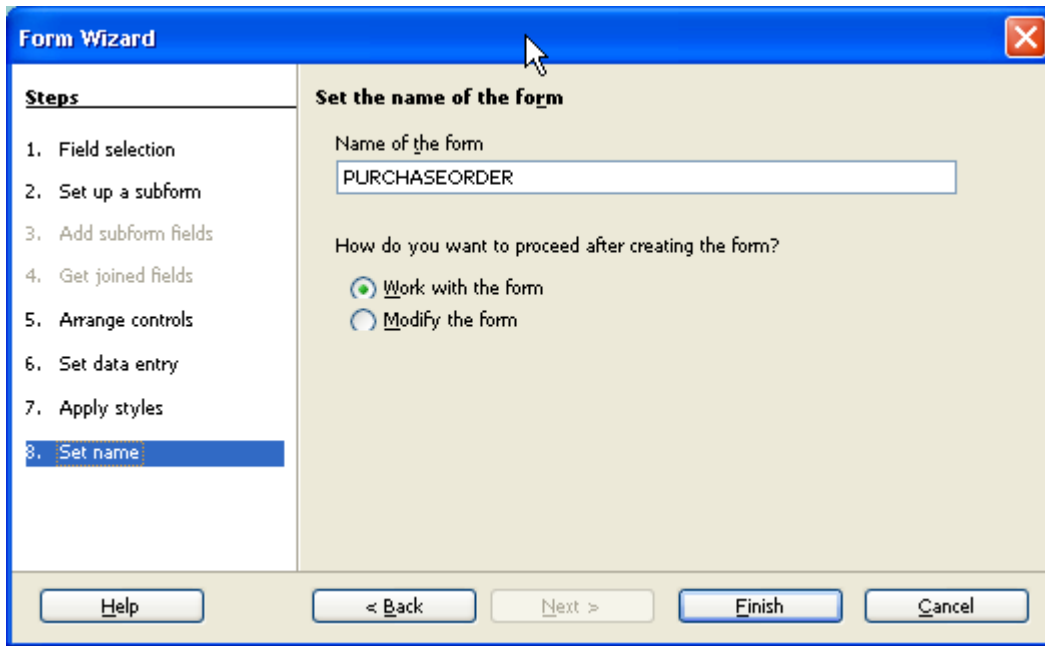 Form Wizard
Steps
1. Field selection
2. Set up a subform
3. Add subform fields
4. Get joined fields
5. Arrange controls
6. Set data entry
7. Apply styles
8. Set name
Set the name of the form
Name of the form
PURCHASEORDER
How do you want to proceed after creating the form?
Work with the form
Modify the form
Help
< Back
Next >
Finish
Cancel